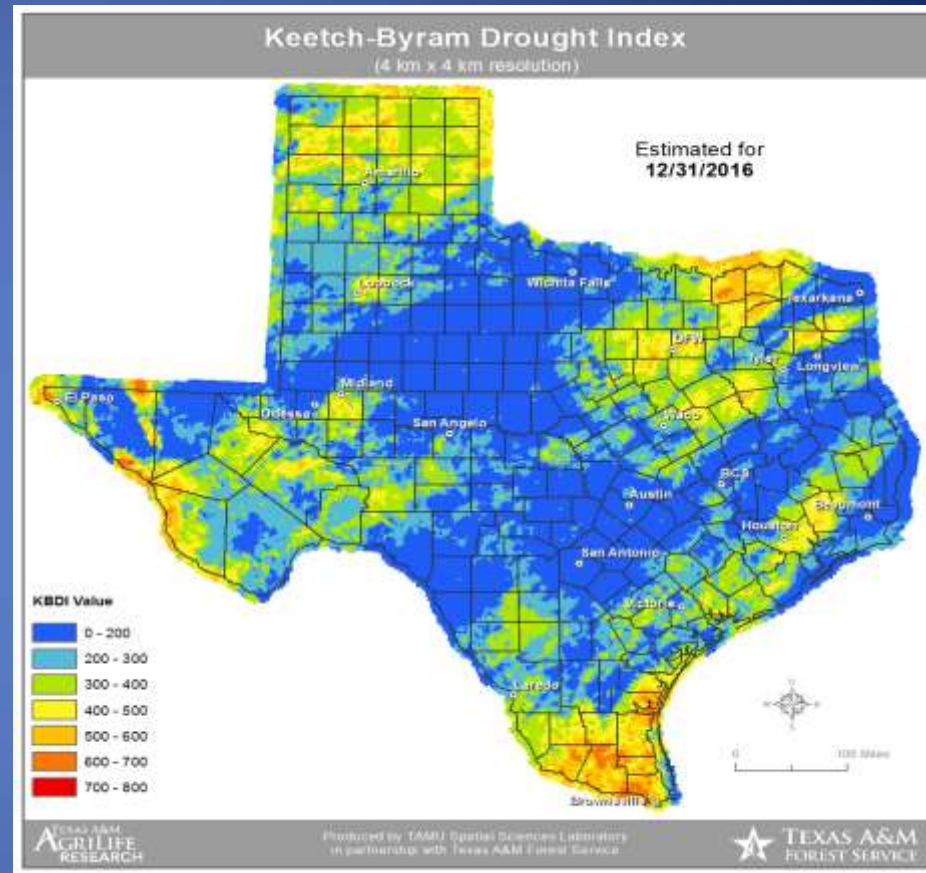 Keetch-Byram Drought Index
(4 km x 4 km resolution)
Estimated for
12/31/2016
Amarillo
Lubbock
Wichita Falls
Texarkana
DFW
Tyler
Longview
El Paso
Midland
Odessa
San Angelo
Waco
BCS
Austin
Beaumont
Houston
San Antonio
Victoria
Laredo
Brownsville
KBDI Value
0 - 200
200 - 300
300 - 400
400 - 500
500 - 600
600 - 700
700 - 800
0 100 Miles
TEXAS A&M
AGRILIFE
RESEARCH
Produced by TAMU Spatial Sciences Laboratory
in partnership with Texas A&M Forest Service
TEXAS A&M
FOREST SERVICE